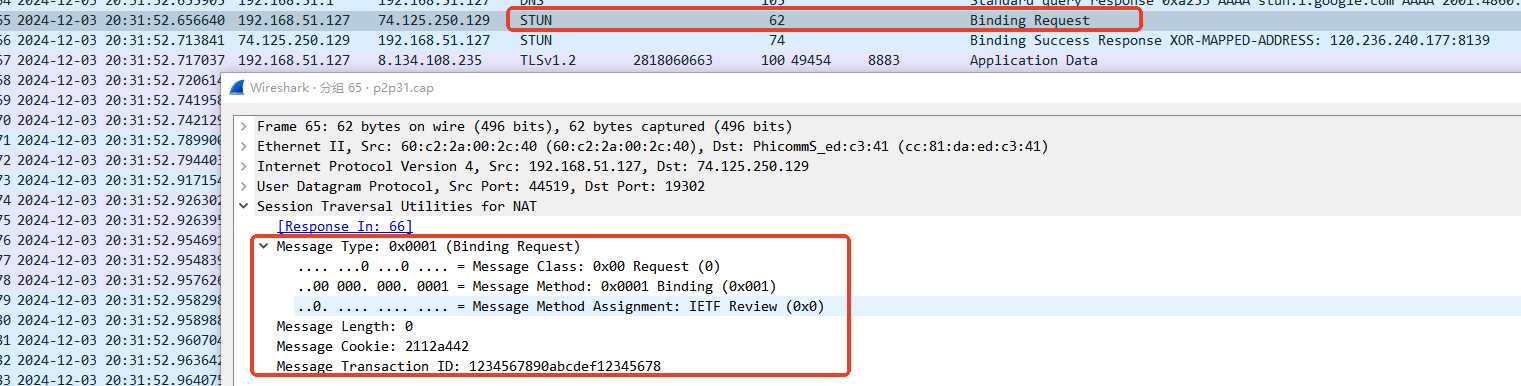 64 2024-12-03 20:31:52.655905 192.168.51.1 192.168.51.127 DNS 105 Standard query response 0xa255 AAAA stun.l.google.com AAAA 2001:4860:
65 2024-12-03 20:31:52.656640 192.168.51.127 74.125.250.129 STUN 62 Binding Request
66 2024-12-03 20:31:52.713841 74.125.250.129 192.168.51.127 STUN 74 Binding Success Response XOR-MAPPED-ADDRESS: 120.236.240.177:8139
67 2024-12-03 20:31:52.717037 192.168.51.127 8.134.108.235 TLSv1.2 2818060663 100 49454 8883 Application Data
68 2024-12-03 20:31:52.720614
Wireshark · 分组 65 · p2p31.cap
69 2024-12-03 20:31:52.741958
70 2024-12-03 20:31:52.742129
71 2024-12-03 20:31:52.789900
72 2024-12-03 20:31:52.794403
73 2024-12-03 20:31:52.917154
74 2024-12-03 20:31:52.926302
75 2024-12-03 20:31:52.926395
76 2024-12-03 20:31:52.954691
77 2024-12-03 20:31:52.954839
78 2024-12-03 20:31:52.957626
79 2024-12-03 20:31:52.958298
80 2024-12-03 20:31:52.958988
81 2024-12-03 20:31:52.960704
82 2024-12-03 20:31:52.963642
83 2024-12-03 20:31:52.964075
Frame 65: 62 bytes on wire (496 bits), 62 bytes captured (496 bits)
Ethernet II, Src: 60:c2:2a:00:2c:40 (60:c2:2a:00:2c:40), Dst: PhicommS_ed:c3:41 (cc:81:da:ed:c3:41)
Internet Protocol Version 4, Src: 192.168.51.127, Dst: 74.125.250.129
User Datagram Protocol, Src Port: 44519, Dst Port: 19302
Session Traversal Utilities for NAT
[Response In: 66]
Message Type: 0x0001 (Binding Request)
.... ...0 ...0 .... = Message Class: 0x00 Request (0)
..00 000. 000. 0001 = Message Method: 0x0001 Binding (0x001)
..0. .... .... .... = Message Method Assignment: IETF Review (0x0)
Message Length: 0
Message Cookie: 2112a442
Message Transaction ID: 1234567890abcdef12345678